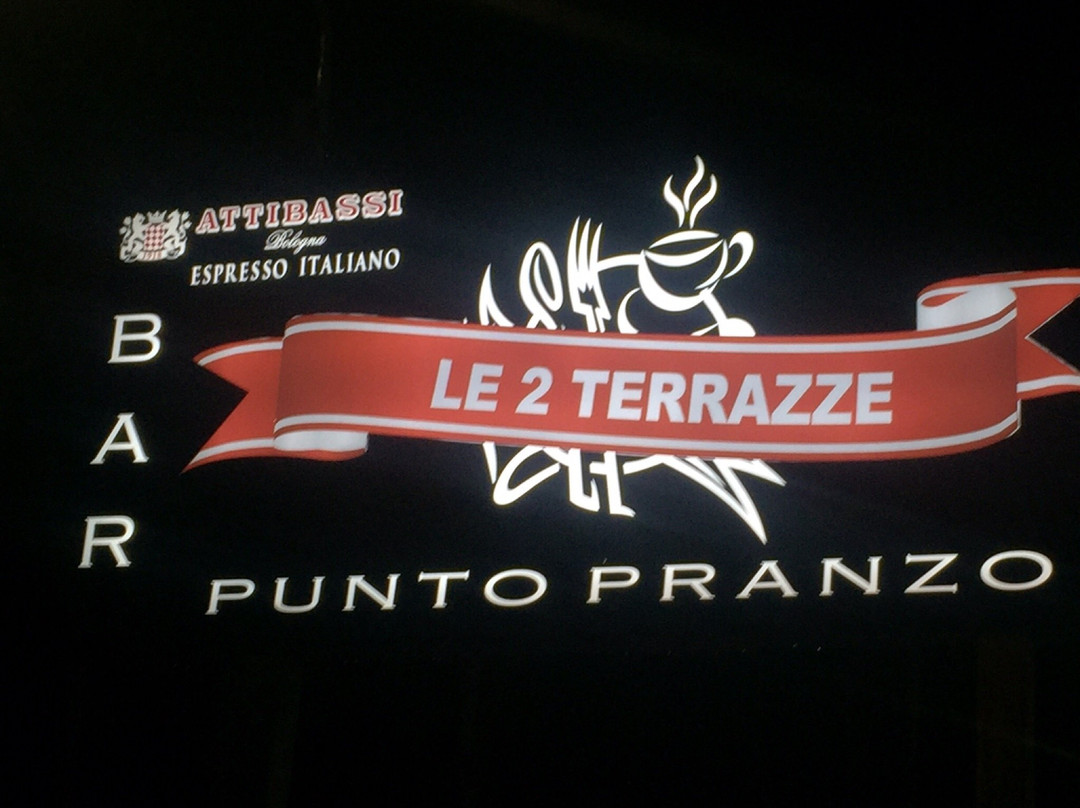 ATTIBASSI
Bologna
ESPRESSO ITALIANO
BAR
LE 2 TERRAZZE
PUNTO PRANZO